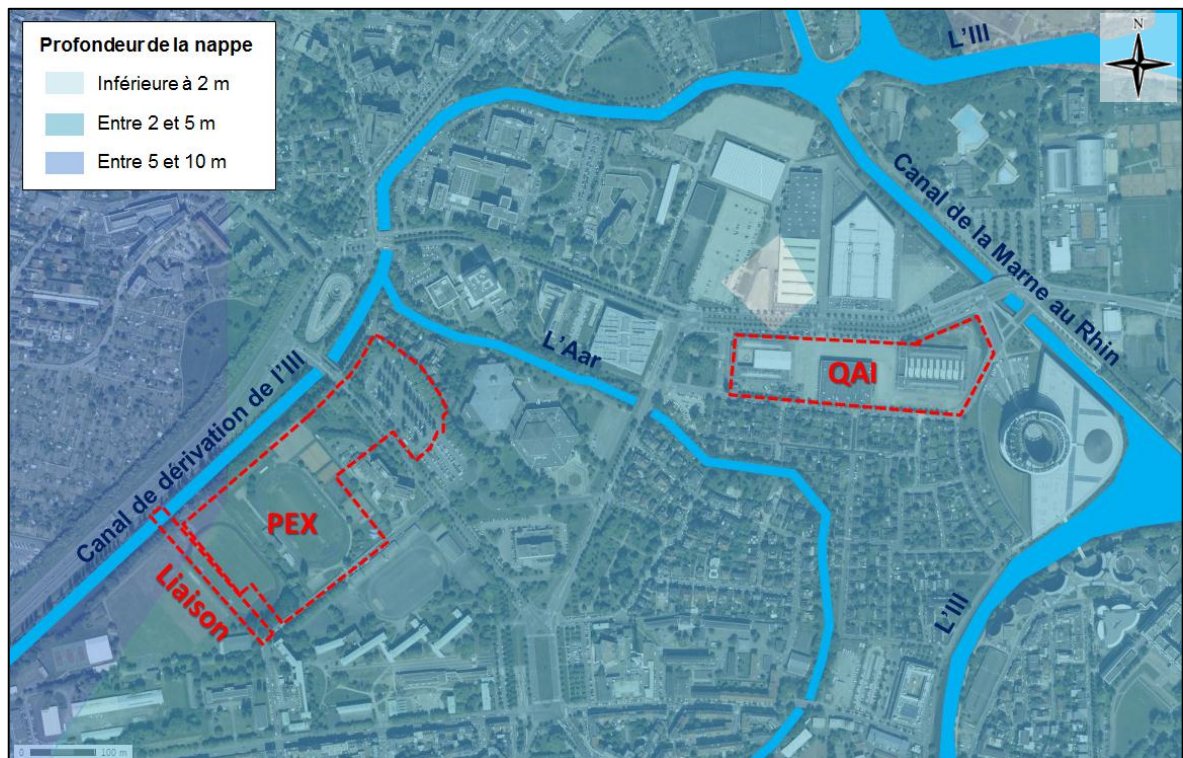 Profondeur de la nappe
Inférieure à 2 m
Entre 2 et 5 m
Entre 5 et 10 m
N
L'Ill
Canal de la Marne au Rhin
L'Aar
QAI
Canal de dérivation de l'Ill
PEX
Liaison
L'Ill
0 100 m